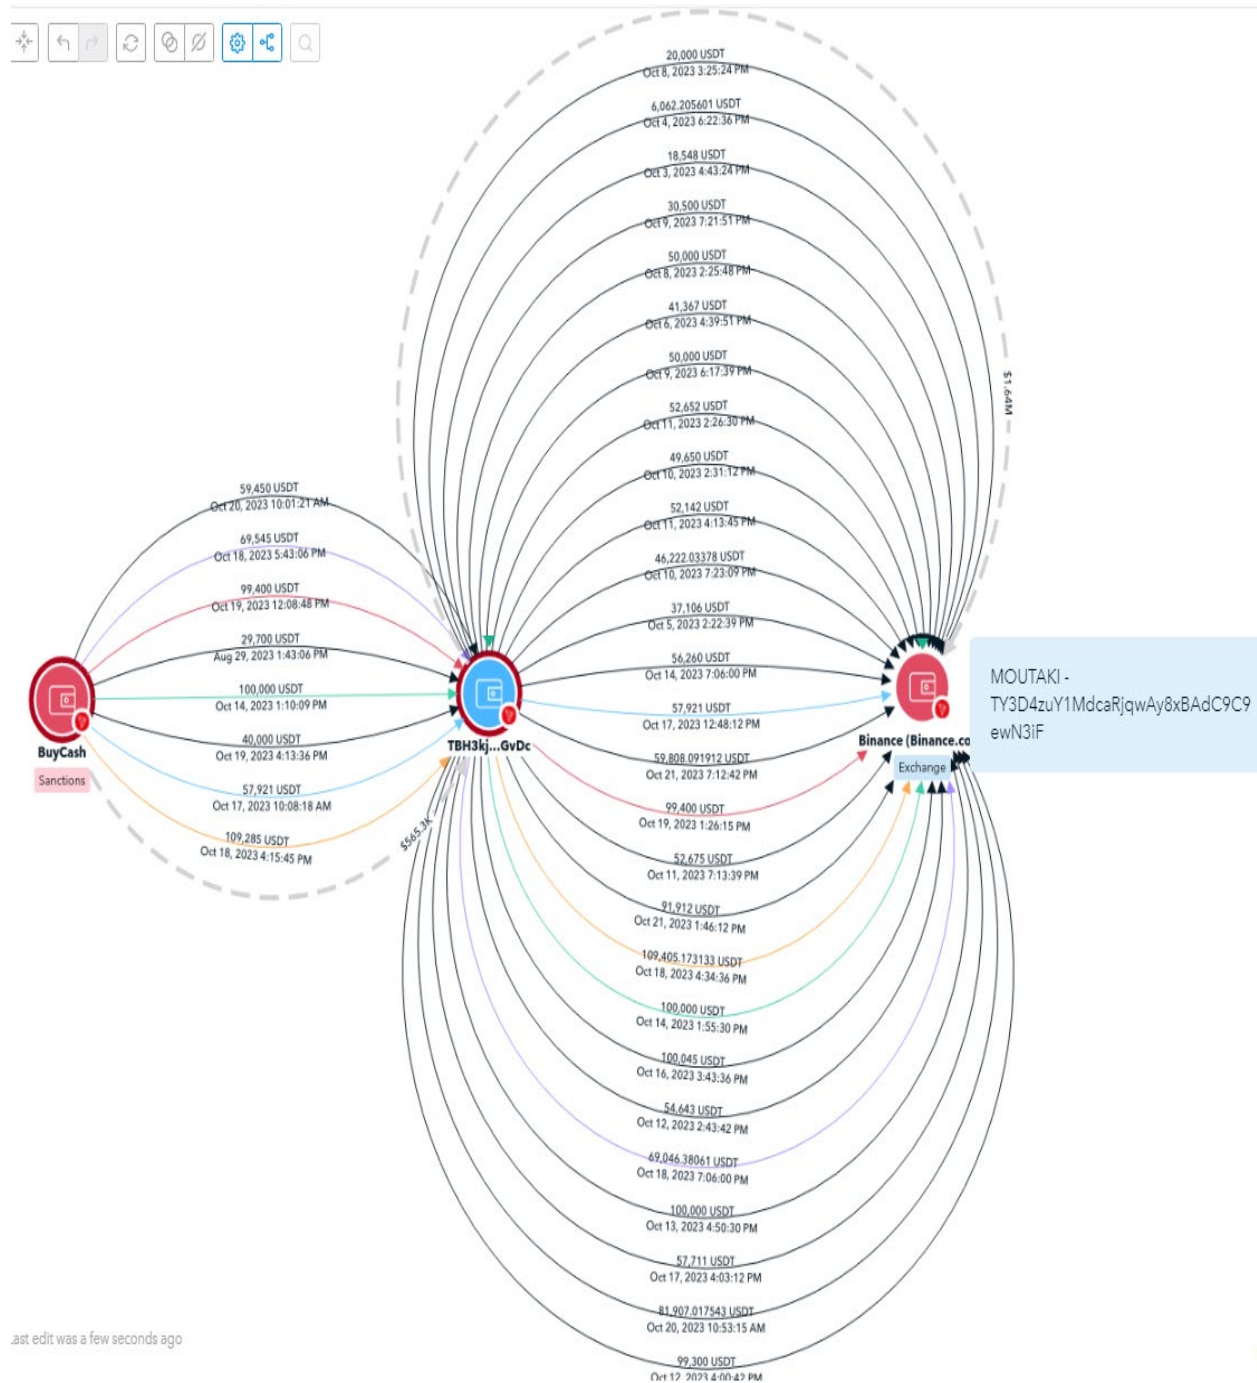 20,000 USDT
Oct 8, 2023 3:25:24 PM
6,062.205601 USDT
Oct 4, 2023 6:22:36 PM
18,548 USDT
Oct 3, 2023 4:43:24 PM
30,500 USDT
Oct 9, 2023 7:21:51 PM
50,000 USDT
Oct 8, 2023 2:25:48 PM
41,367 USDT
Oct 6, 2023 4:39:51 PM
50,000 USDT
Oct 9, 2023 6:17:39 PM
52,652 USDT
Oct 11, 2023 2:26:30 PM
49,650 USDT
Oct 10, 2023 2:31:12 PM
52,142 USDT
Oct 11, 2023 4:13:45 PM
46,222.03378 USDT
Oct 10, 2023 7:23:09 PM
37,106 USDT
Oct 5, 2023 2:22:39 PM
56,260 USDT
Oct 14, 2023 7:06:00 PM
57,921 USDT
Oct 17, 2023 12:48:12 PM
59,808.091912 USDT
Oct 21, 2023 7:12:42 PM
99,400 USDT
Oct 19, 2023 1:26:15 PM
52,675 USDT
Oct 11, 2023 7:13:39 PM
91,912 USDT
Oct 21, 2023 1:46:12 PM
109,405.173133 USDT
Oct 18, 2023 4:34:36 PM
100,000 USDT
Oct 14, 2023 1:55:30 PM
100,045 USDT
Oct 16, 2023 3:43:36 PM
54,643 USDT
Oct 12, 2023 2:43:42 PM
69,046.38061 USDT
Oct 18, 2023 7:06:00 PM
100,000 USDT
Oct 13, 2023 4:50:30 PM
57,711 USDT
Oct 17, 2023 4:03:12 PM
81,907.017543 USDT
Oct 20, 2023 10:53:15 AM
99,300 USDT
Oct 12, 2023 4:00:42 PM
$1.64M
59,450 USDT
Oct 20, 2023 10:01:21 AM
69,545 USDT
Oct 18, 2023 5:43:06 PM
99,400 USDT
Oct 19, 2023 12:08:48 PM
29,700 USDT
Aug 29, 2023 1:43:06 PM
100,000 USDT
Oct 14, 2023 1:10:09 PM
40,000 USDT
Oct 19, 2023 4:13:36 PM
57,921 USDT
Oct 17, 2023 10:08:18 AM
109,285 USDT
Oct 18, 2023 4:15:45 PM
$565.3K
BuyCash
Sanctions
TBH3kj...GvDc
Binance (Binance.co
Exchange
MOUTAKI -
TY3D4zuY1MdcaRjqwAy8xBAdC9C9
ewN3iF
ast edit was a few seconds ago